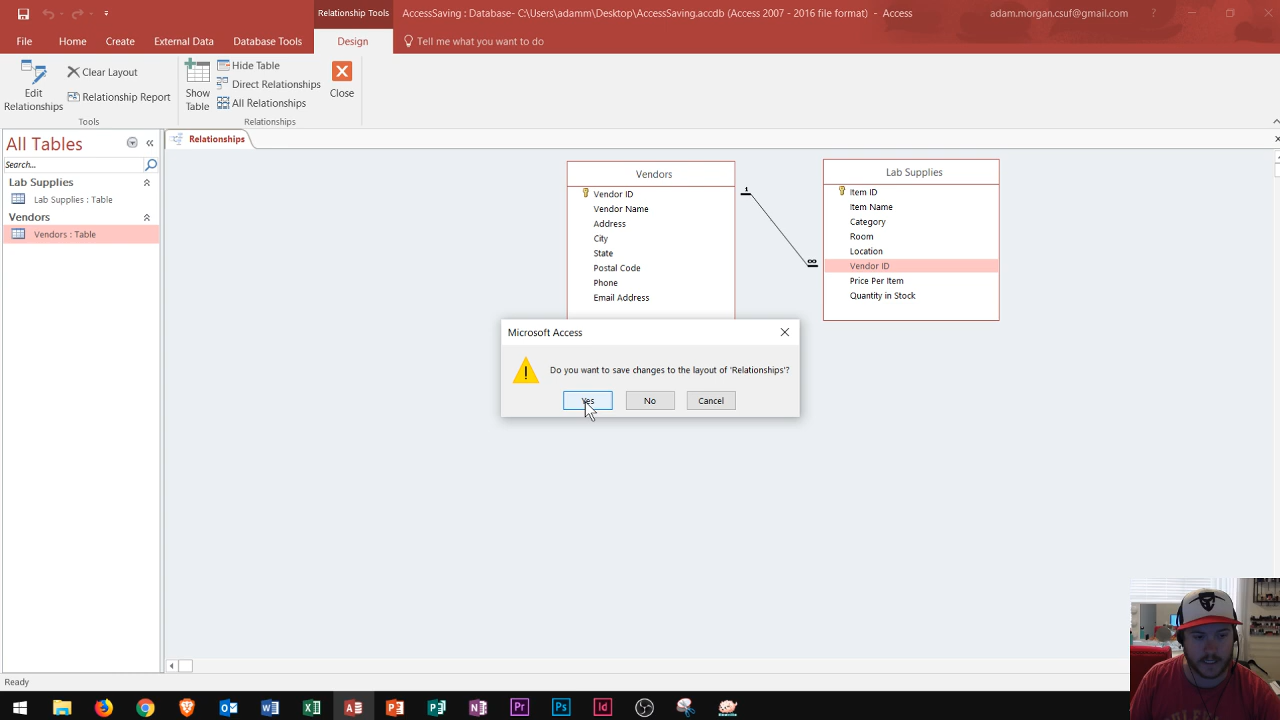 Relationship Tools
AccessSaving : Database- C:\Users\adamm\Desktop\AccessSaving.accdb (Access 2007 - 2016 file format) - Access
adam.morgan.csuf@gmail.com
?
File
Home
Create
External Data
Database Tools
Design
Tell me what you want to do
Edit
Relationships
Clear Layout
Relationship Report
Tools
Show
Table
Hide Table
Direct Relationships
All Relationships
Close
Relationships
All Tables
Search...
Lab Supplies
Lab Supplies : Table
Vendors
Vendors : Table
Relationships
Vendors
Vendor ID
Vendor Name
Address
City
State
Postal Code
Phone
Email Address
1
∞
Lab Supplies
Item ID
Item Name
Category
Room
Location
Vendor ID
Price Per Item
Quantity in Stock
Microsoft Access
Do you want to save changes to the layout of 'Relationships'?
Yes
No
Cancel
Ready